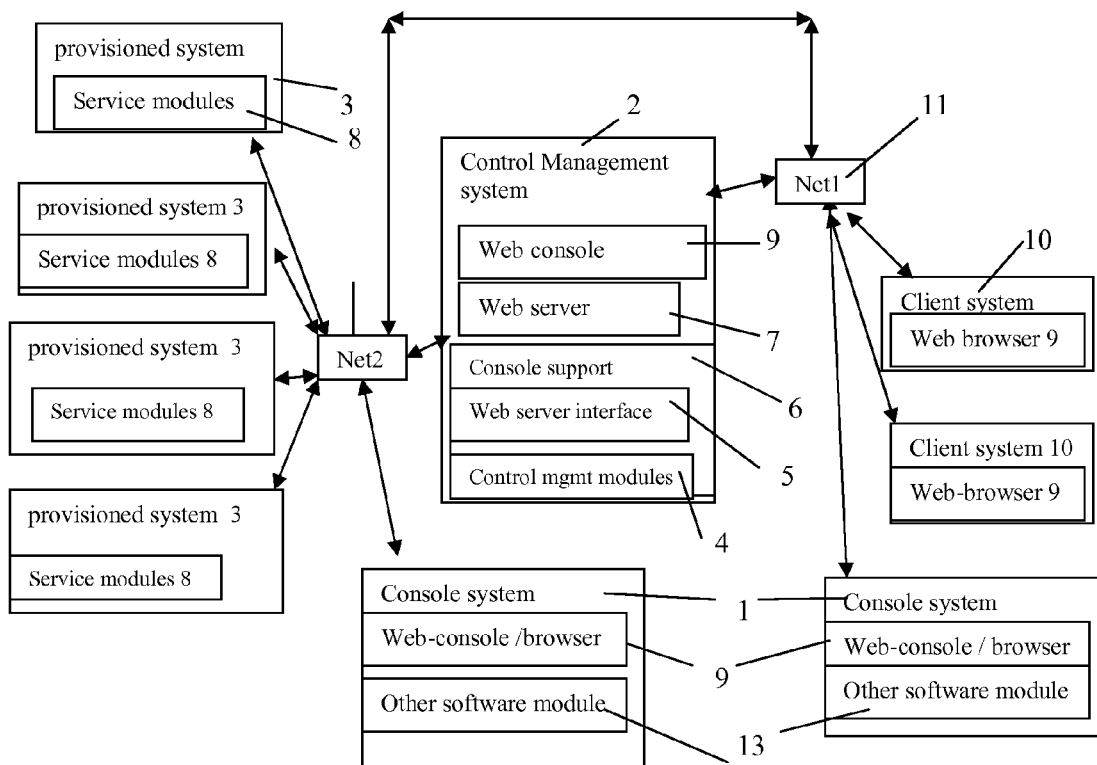 provisioned system
3
Service modules
8
provisioned system 3
Service modules 8
provisioned system 3
Service modules 8
provisioned system 3
Service modules 8
Net2
2
Control Management
system
Web console
9
Web server
7
Console support
6
Web server interface
5
Control mgmt modules
4
11
Net1
10
Client system
Web browser 9
Client system 10
Web-browser 9
Console system
1
Web-console /browser
9
Other software module
13
Console system
Web-console / browser
Other software module